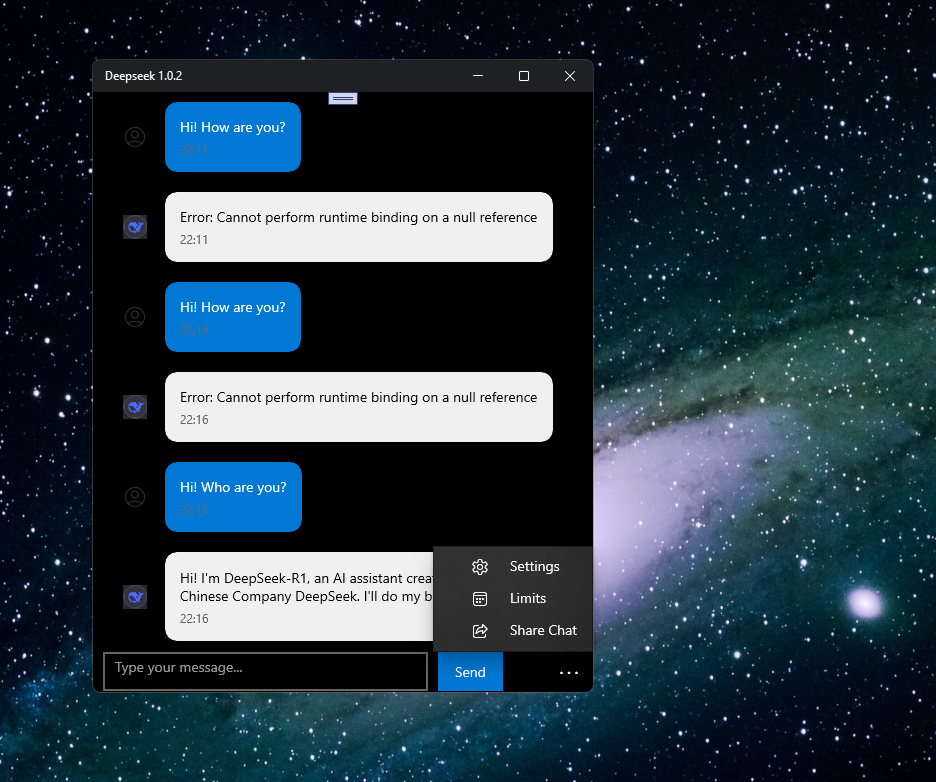 Deepseek 1.0.2
Hi! How are you?
22:11
Error: Cannot perform runtime binding on a null reference
22:11
Hi! How are you?
22:16
Error: Cannot perform runtime binding on a null reference
22:16
Hi! Who are you?
22:16
Hi! I'm DeepSeek-R1, an AI assistant
Chinese Company DeepSeek. I'll do my
22:16
Settings
Limits
Share Chat
Type your message...
Send